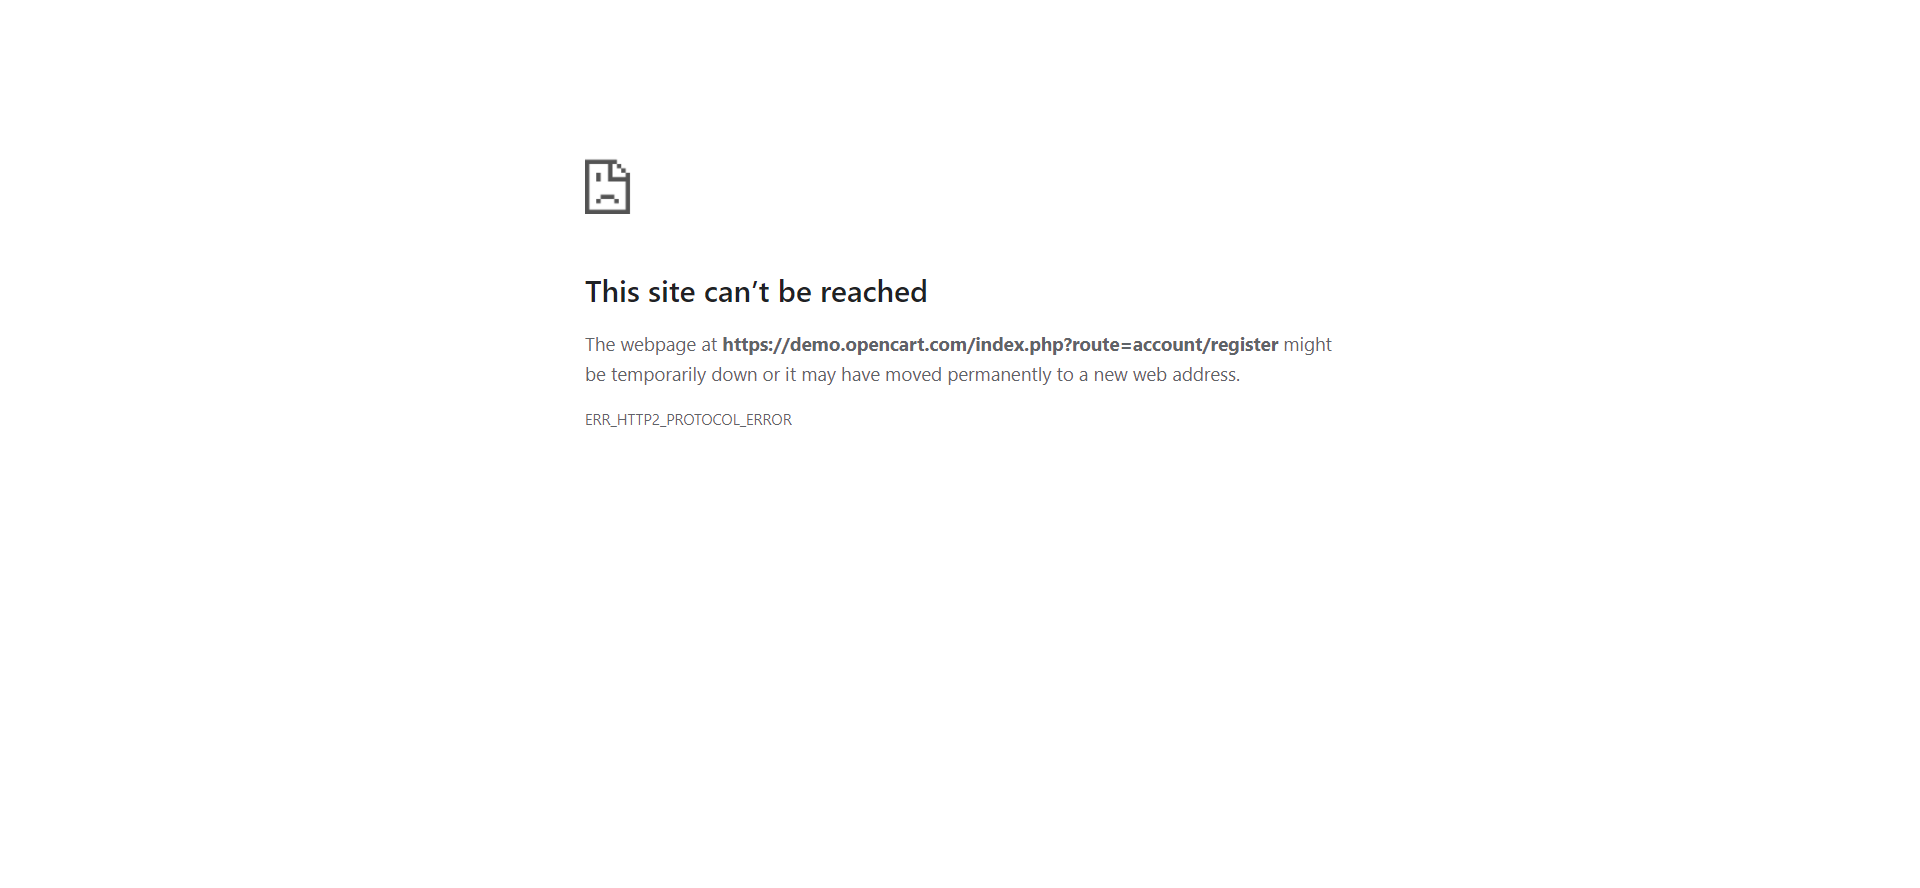 This site can’t be reached
The webpage at https://demo.opencart.com/index.php?route=account/register might
be temporarily down or it may have moved permanently to a new web address.
ERR_HTTP2_PROTOCOL_ERROR